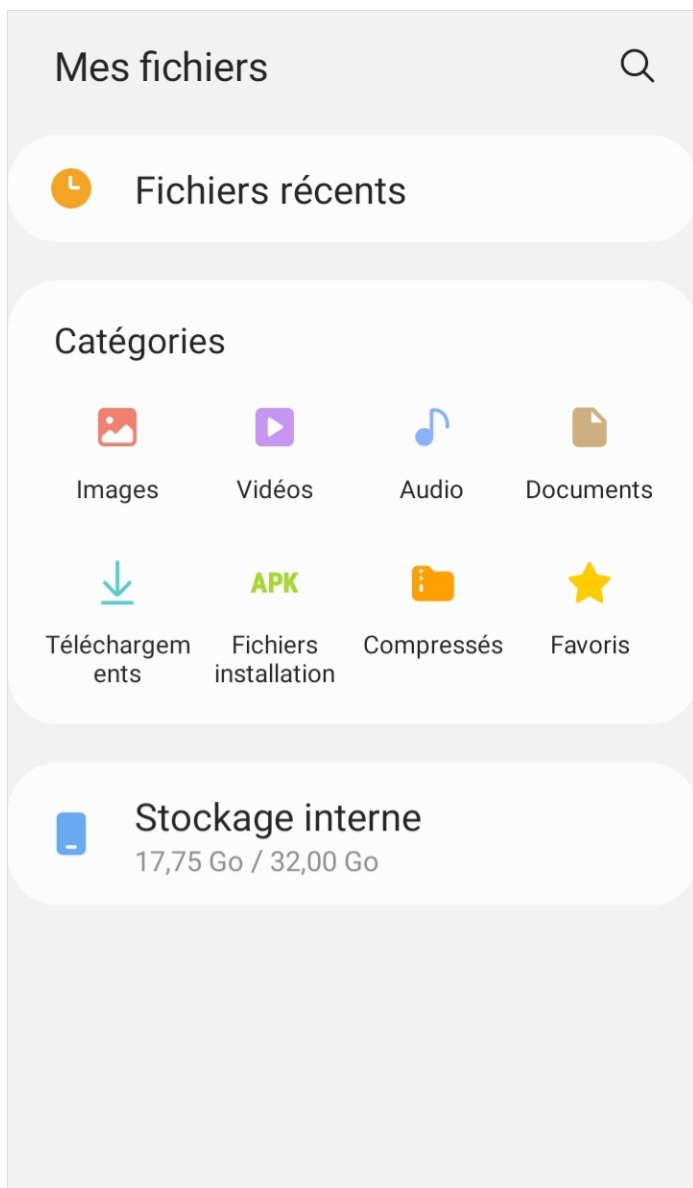 Mes fichiers
Fichiers récents
Catégories
Images
Vidéos
Audio
Documents
Téléchargem
ents
APK
Fichiers
installation
Compressés
Favoris
Stockage interne
17,75 Go / 32,00 Go